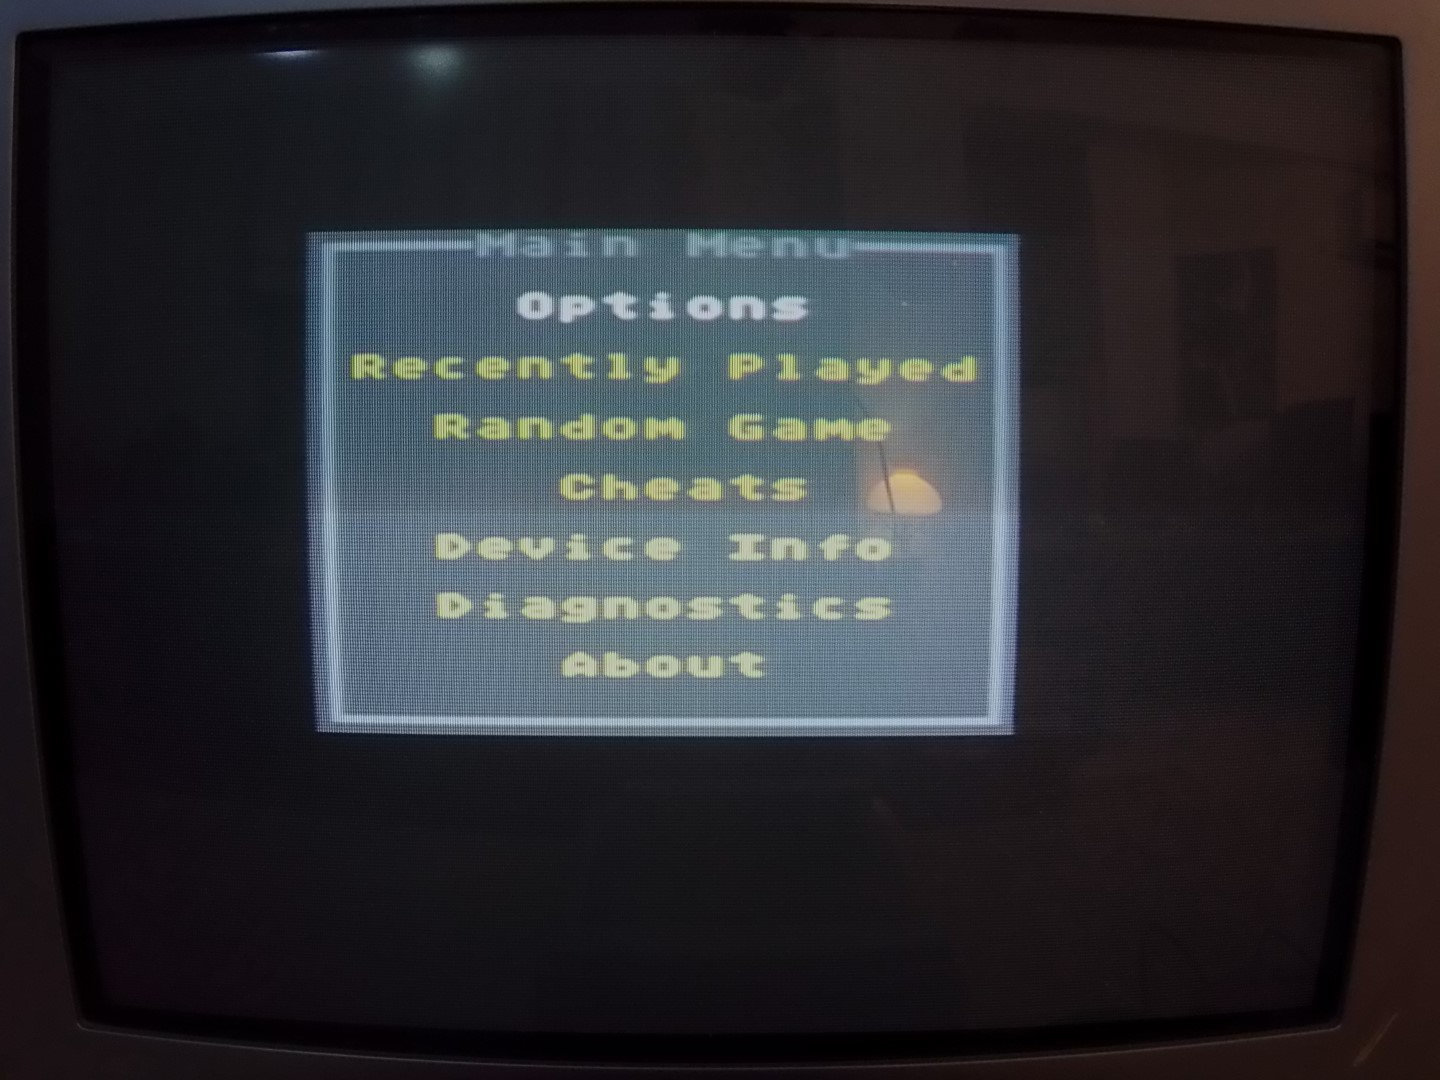 Main Menu
Options
Recently Played
Random Game
Cheats
Device Info
Diagnostics
About